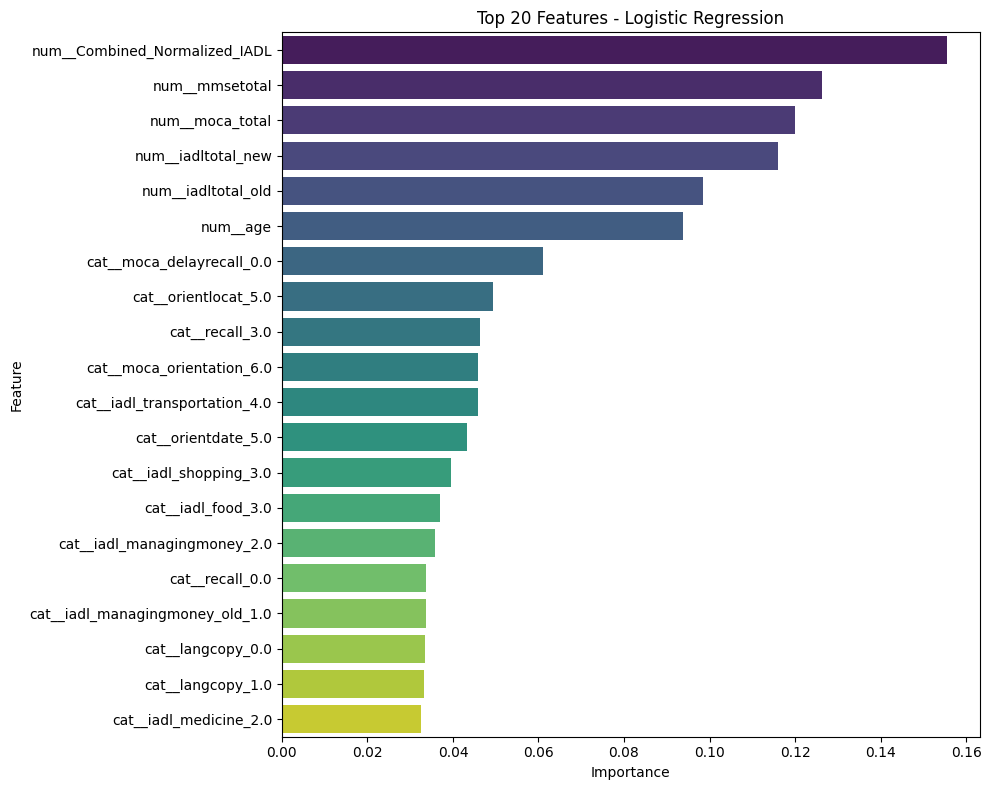 Top 20 Features - Logistic Regression
num__Combined_Normalized_IADL
num__mmsetotal
num__moca_total
num__iadltotal_new
num__iadltotal_old
num__age
cat__moca_delayrecall_0.0
cat__orientlocat_5.0
cat__recall_3.0
cat__moca_orientation_6.0
cat__iadl_transportation_4.0
cat__orientdate_5.0
cat__iadl_shopping_3.0
cat__iadl_food_3.0
cat__iadl_managingmoney_2.0
cat__recall_0.0
cat__iadl_managingmoney_old_1.0
cat__langcopy_0.0
cat__langcopy_1.0
cat__iadl_medicine_2.0
Feature
0.00 0.02 0.04 0.06 0.08 0.10 0.12 0.14 0.16
Importance